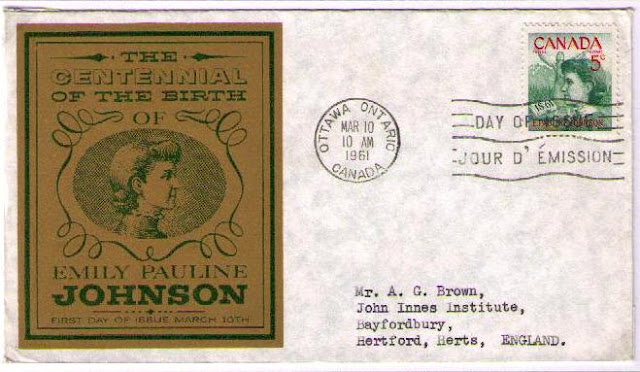 THE
CENTENNIAL
OF THE BIRTH
OF
EMILY PAULINE
JOHNSON
FIRST DAY OF ISSUE MARCH 10TH
OTTAWA ONTARIO
MAR 10
10 AM
1961
CANADA
CANADA
5¢
1861
DAY OF ISSUE
JOUR D' ÉMISSION
Mr. A. G. Brown,
John Innes Institute,
Bayfordbury,
Hertford, Herts, ENGLAND.